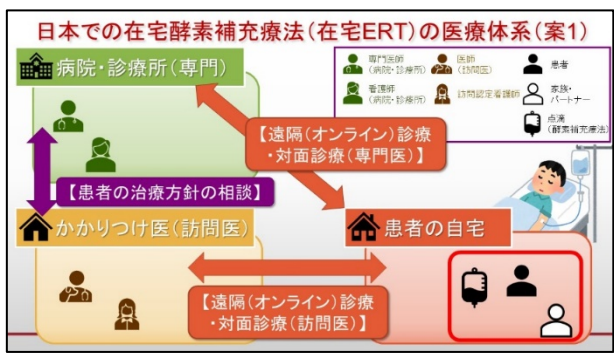 日本での在宅酵素補充療法(在宅ERT)の医療体系(案1)
病院・診療所(専門)
専門医師
(病院・診療所)
医師
(訪問医)
患者
看護師
(病院・診療所)
訪問認定看護師
家族・
パートナー
点滴
(酵素補充療法)
【遠隔(オンライン)診療
・対面診療(専門医)】
【患者の治療方針の相談】
かかりつけ医(訪問医)
患者の自宅
【遠隔(オンライン)診療
・対面診療(訪問医)】